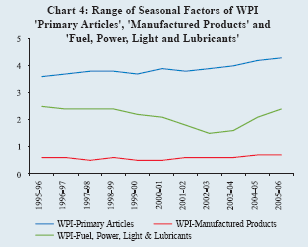 Chart 4: Range of Seasonal Factors of WPI
'Primary Articles', 'Manufactured Products' and
'Fuel, Power, Light and Lubricants'
5
4
3
2
1
0
1995-96
1996-97
1997-98
1998-99
1999-00
2000-01
2001-02
2002-03
2003-04
2004-05
2005-06
WPI-Primary Articles
WPI-Manufactured Products
WPI-Fuel, Power, Light & Lubricants